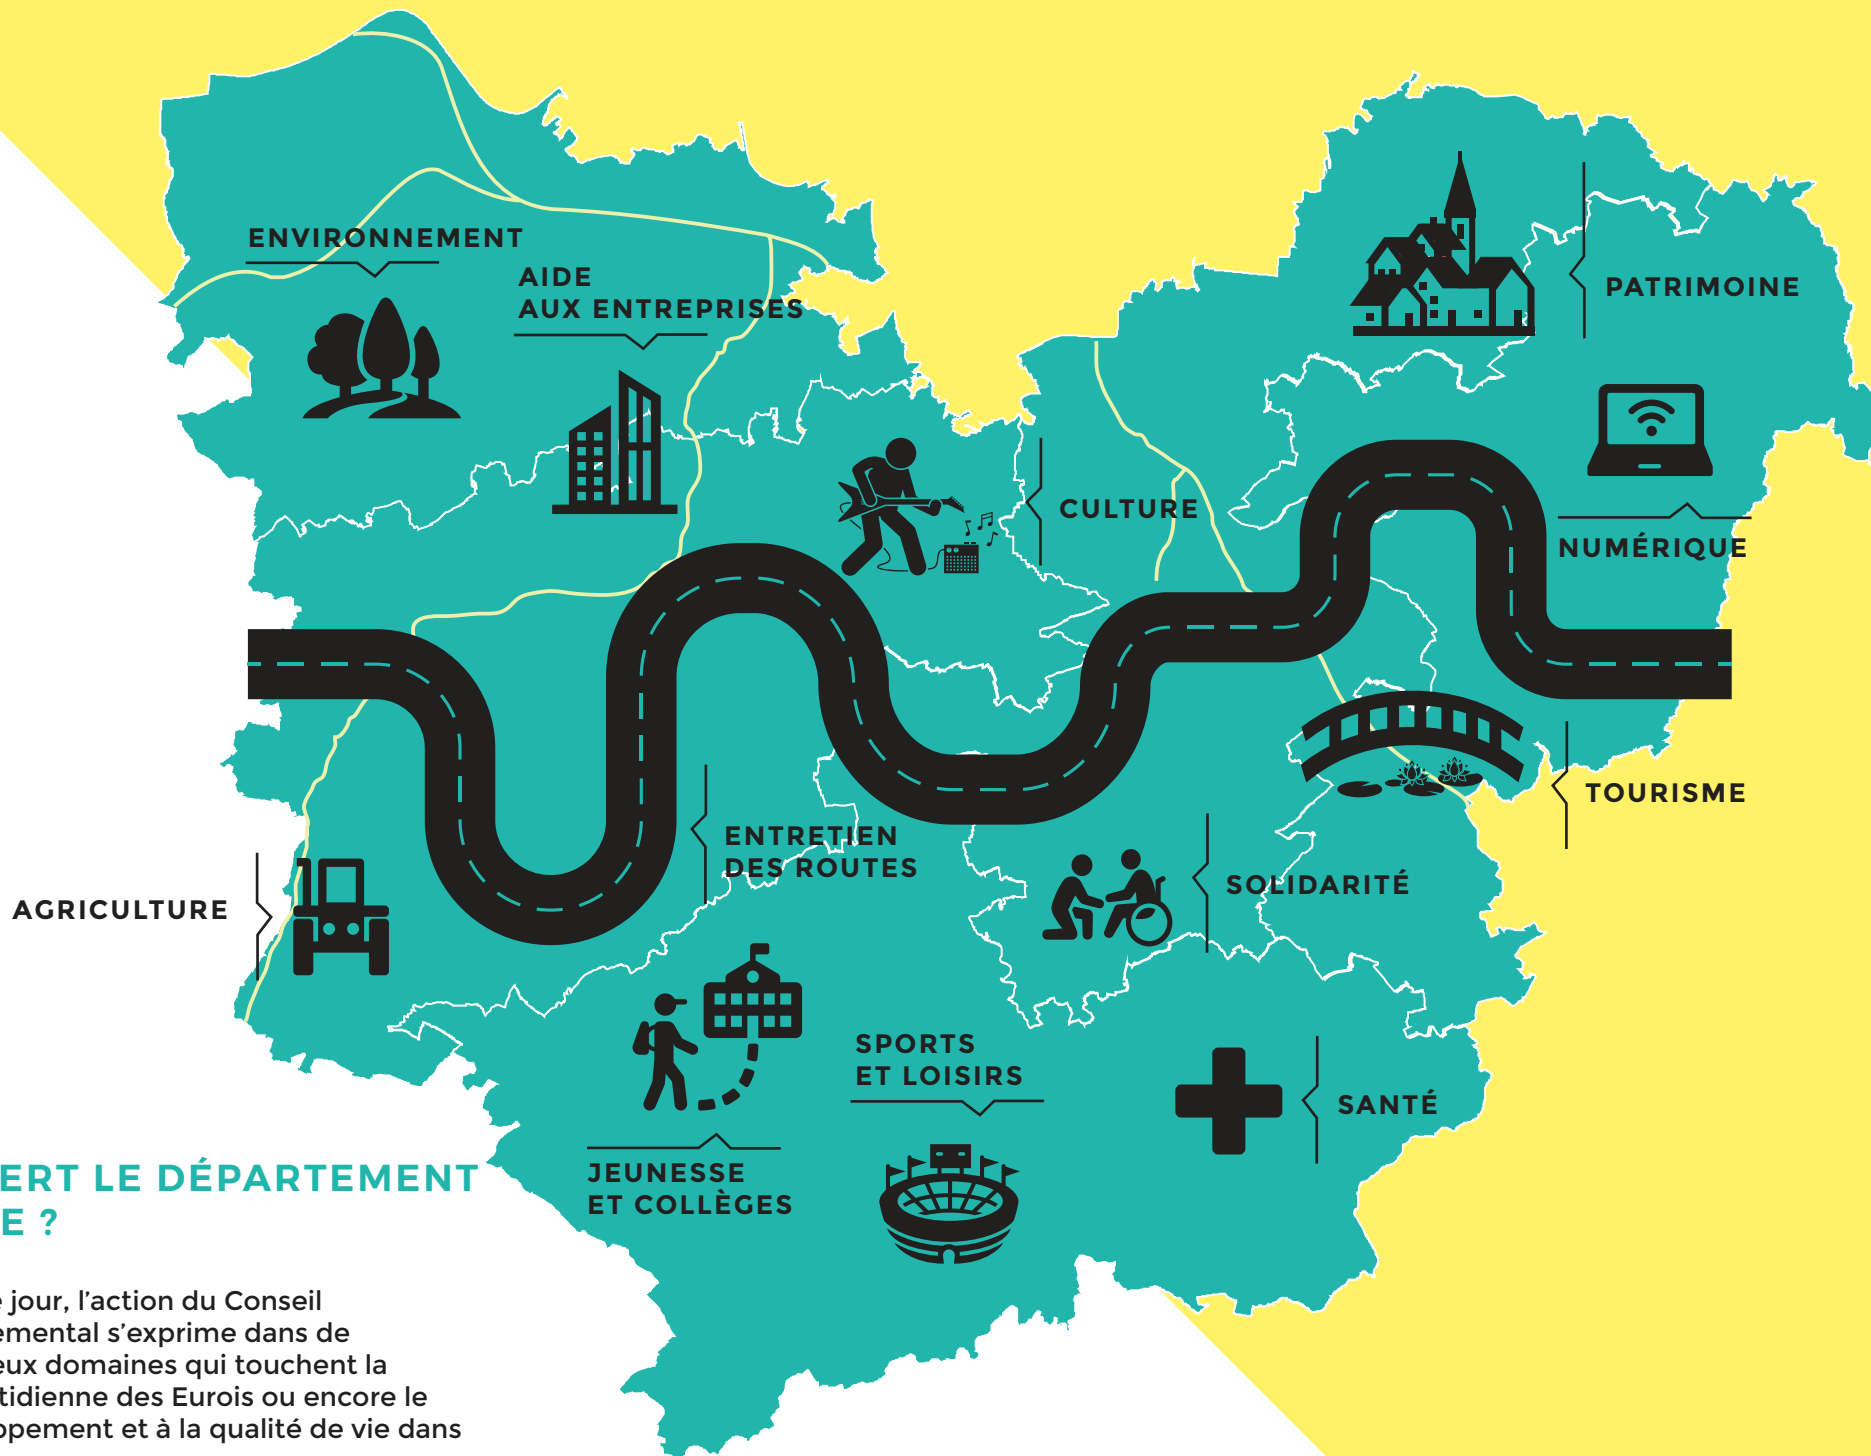 ENVIRONNEMENT
AIDE
AUX ENTREPRISES
PATRIMOINE
CULTURE
NUMÉRIQUE
TOURISME
ENTRETIEN
DES ROUTES
SOLIDARITÉ
AGRICULTURE
SPORTS
ET LOISIRS
SANTÉ
JEUNESSE
ET COLLÈGES
ERT LE DÉPARTEMENT
E ?
e jour, l’action du Conseil
emental s’exprime dans de
eux domaines qui touchent la
tidienne des Eurois ou encore le
ppement et à la qualité de vie dans